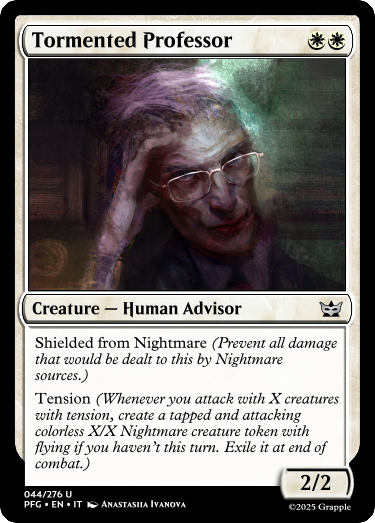 Tormented Professor
Creature — Human Advisor
Shielded from Nightmare (Prevent all damage
that would be dealt to this by Nightmare
sources.)
Tension (Whenever you attack with X creatures
with tension, create a tapped and attacking
colorless X/X Nightmare creature token with
flying if you haven't this turn. Exile it at end of
combat.)
2/2
044/276 U
PFG • EN • IT Anastasiia Ivanova
©2025 Grapple